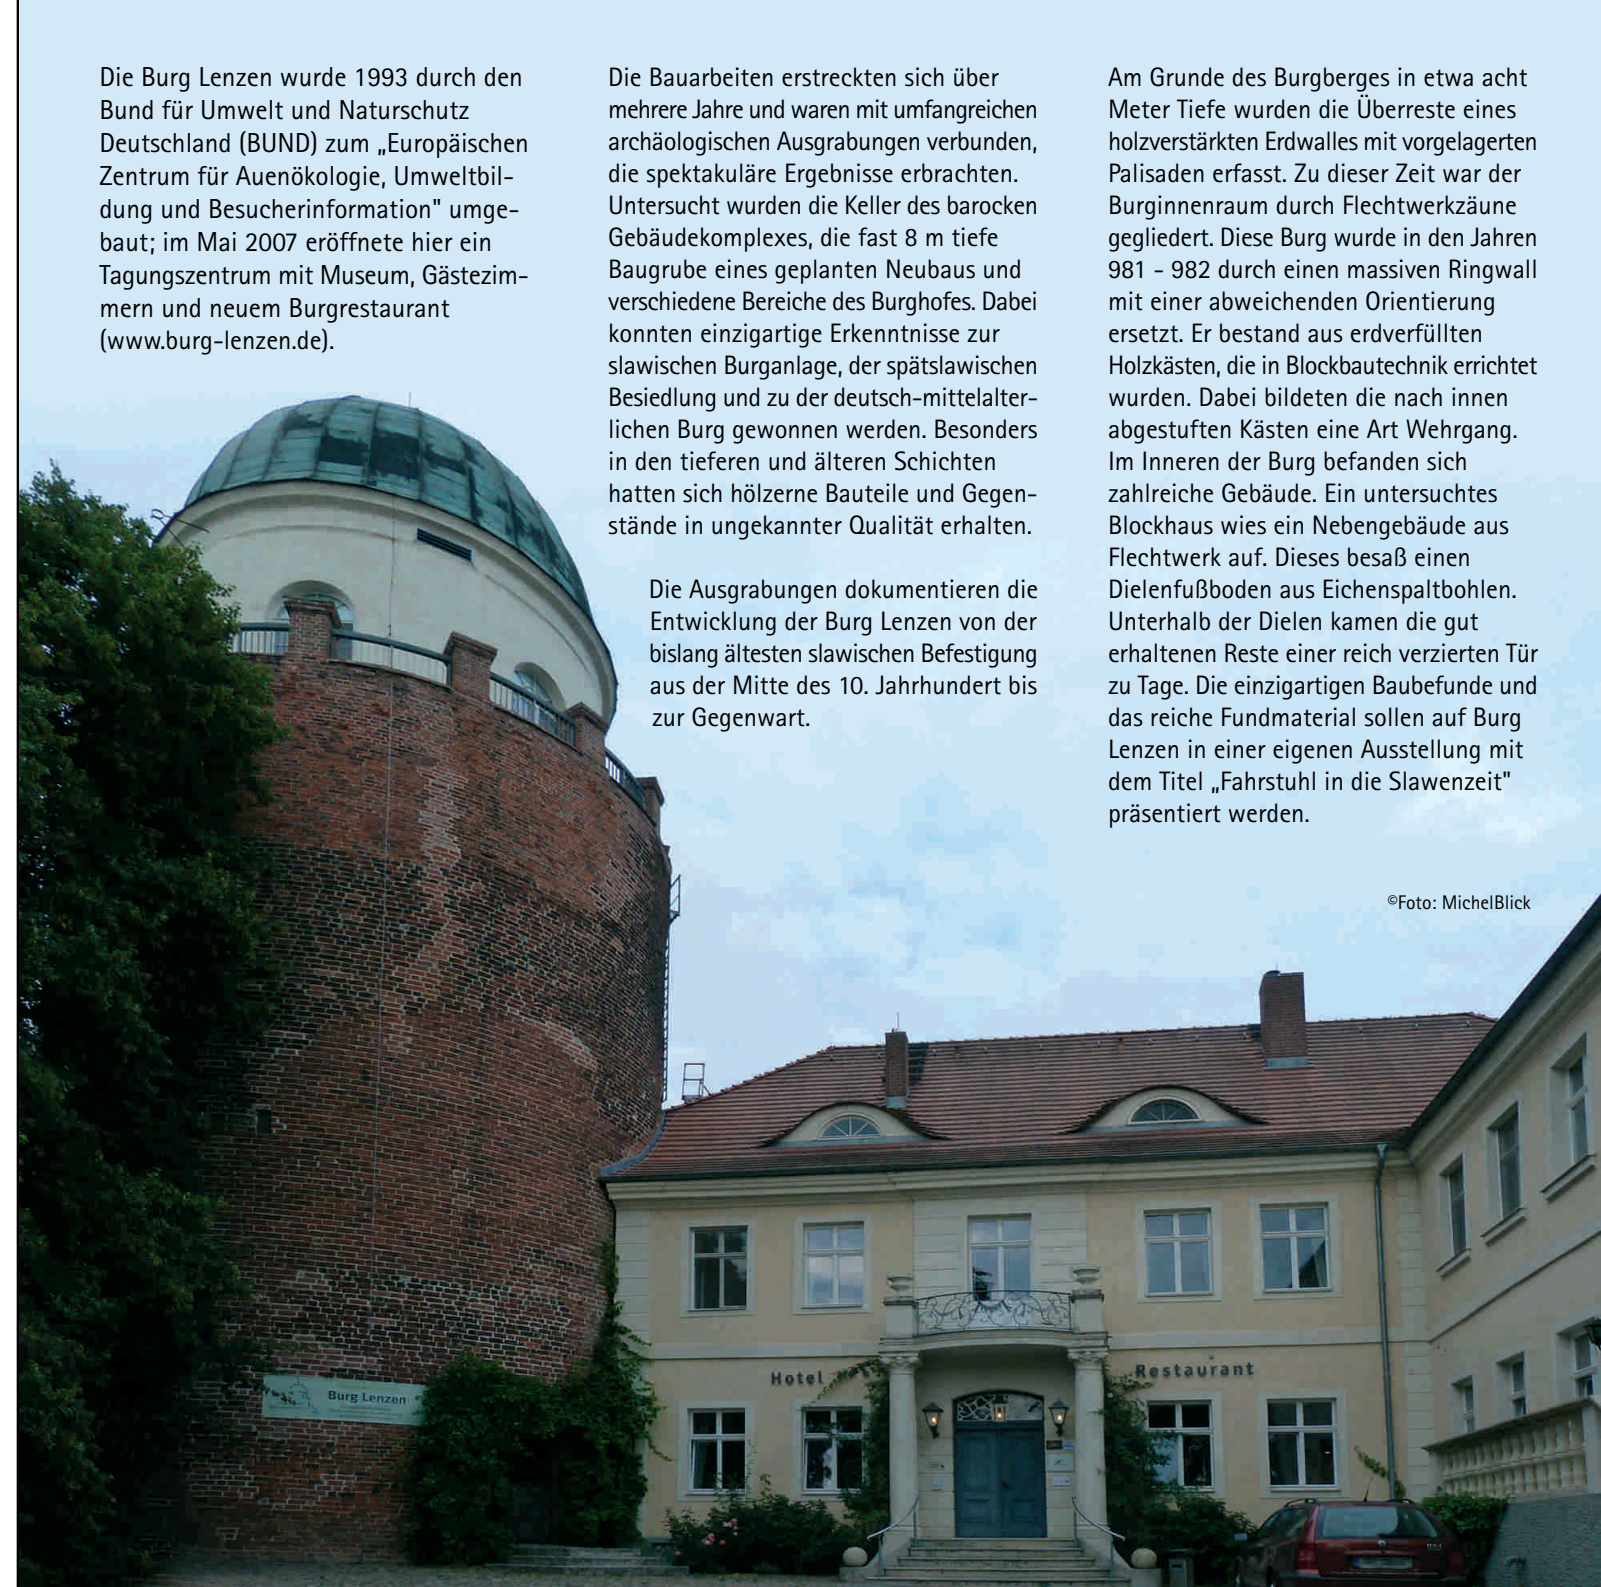 Die Burg Lenzen wurde 1993 durch den
Bund für Umwelt und Naturschutz
Deutschland (BUND) zum „Europäischen
Zentrum für Auenökologie, Umweltbil-
dung und Besucherinformation" umge-
baut; im Mai 2007 eröffnete hier ein
Tagungszentrum mit Museum, Gästezim-
mern und neuem Burgrestaurant
(www.burg-lenzen.de).
Die Bauarbeiten erstreckten sich über
mehrere Jahre und waren mit umfangreichen
archäologischen Ausgrabungen verbunden,
die spektakuläre Ergebnisse erbrachten.
Untersucht wurden die Keller des barocken
Gebäudekomplexes, die fast 8 m tiefe
Baugrube eines geplanten Neubaus und
verschiedene Bereiche des Burghofes. Dabei
konnten einzigartige Erkenntnisse zur
slawischen Burganlage, der spätslawischen
Besiedlung und zu der deutsch-mittelalter-
lichen Burg gewonnen werden. Besonders
in den tieferen und älteren Schichten
hatten sich hölzerne Bauteile und Gegen-
stände in ungekannter Qualität erhalten.
Die Ausgrabungen dokumentieren die
Entwicklung der Burg Lenzen von der
bislang ältesten slawischen Befestigung
aus der Mitte des 10. Jahrhundert bis
zur Gegenwart.
Am Grunde des Burgberges in etwa acht
Meter Tiefe wurden die Überreste eines
holzverstärkten Erdwalles mit vorgelagerten
Palisaden erfasst. Zu dieser Zeit war der
Burginnenraum durch Flechtwerkzäune
gegliedert. Diese Burg wurde in den Jahren
981 - 982 durch einen massiven Ringwall
mit einer abweichenden Orientierung
ersetzt. Er bestand aus erdverfüllten
Holzkästen, die in Blockbautechnik errichtet
wurden. Dabei bildeten die nach innen
abgestuften Kästen eine Art Wehrgang.
Im Inneren der Burg befanden sich
zahlreiche Gebäude. Ein untersuchtes
Blockhaus wies ein Nebengebäude aus
Flechtwerk auf. Dieses besaß einen
Dielenfußboden aus Eichenspaltbohlen.
Unterhalb der Dielen kamen die gut
erhaltenen Reste einer reich verzierten Tür
zu Tage. Die einzigartigen Baubefunde und
das reiche Fundmaterial sollen auf Burg
Lenzen in einer eigenen Ausstellung mit
dem Titel „Fahrstuhl in die Slawenzeit"
präsentiert werden.
©Foto: MichelBlick
Hotel
Restaurant
Burg Lenzen